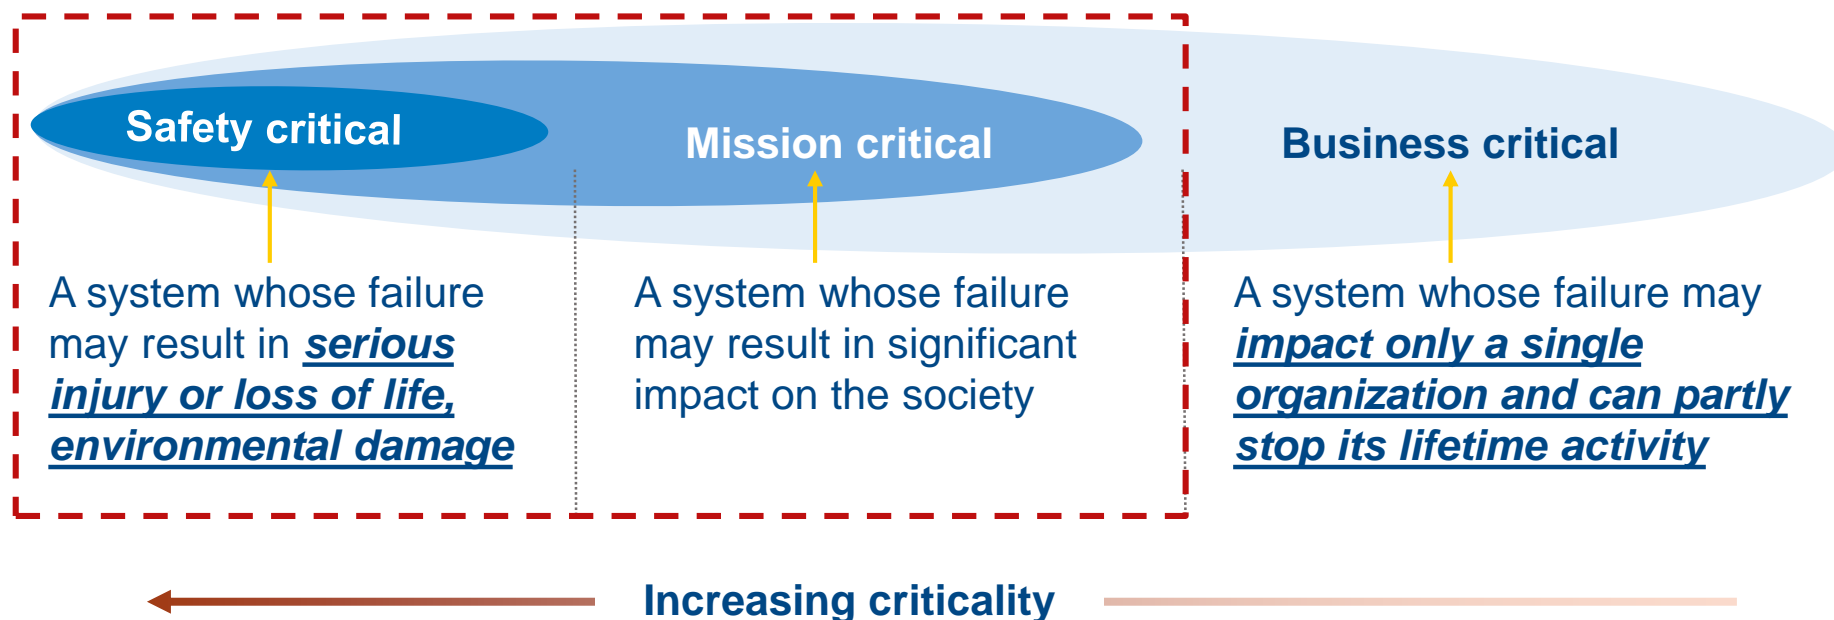 Safety critical
Mission critical
Business critical
A system whose failure
may result in serious
injury or loss of life,
environmental damage
A system whose failure
may result in significant
impact on the society
A system whose failure may
impact only a single
organization and can partly
stop its lifetime activity
Increasing criticality